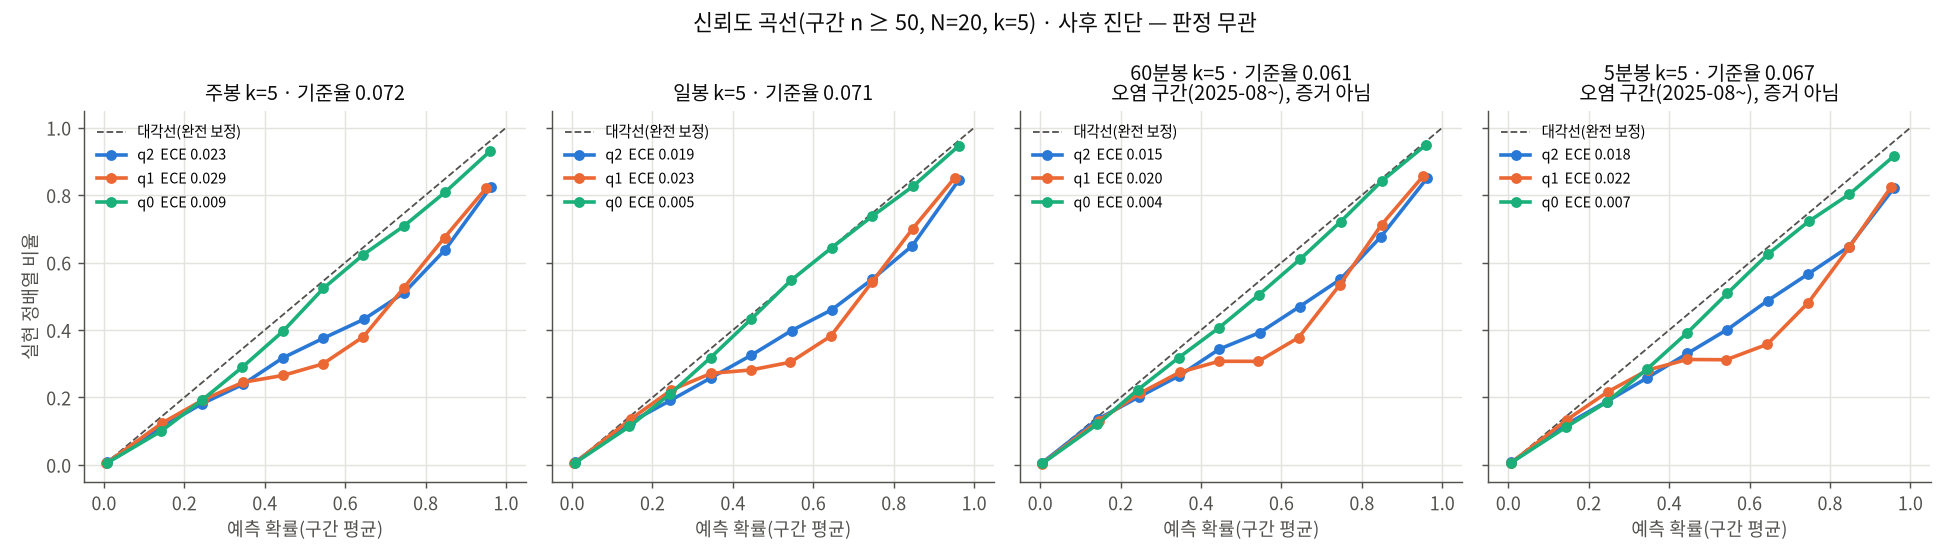 신뢰도 곡선(구간 n ≥ 50, N=20, k=5) · 사후 진단 — 판정 무관
주봉 k=5 · 기준율 0.072
1.0
0.8
0.6
0.4
0.2
0.0
실현 정배열 비율
대각선(완전 보정)
q2 ECE 0.023
q1 ECE 0.029
q0 ECE 0.009
0.0 0.2 0.4 0.6 0.8 1.0
예측 확률(구간 평균)
일봉 k=5 · 기준율 0.071
대각선(완전 보정)
q2 ECE 0.019
q1 ECE 0.023
q0 ECE 0.005
0.0 0.2 0.4 0.6 0.8 1.0
예측 확률(구간 평균)
60분봉 k=5 · 기준율 0.061
오염 구간(2025-08~), 증거 아님
대각선(완전 보정)
q2 ECE 0.015
q1 ECE 0.020
q0 ECE 0.004
0.0 0.2 0.4 0.6 0.8 1.0
예측 확률(구간 평균)
5분봉 k=5 · 기준율 0.067
오염 구간(2025-08~), 증거 아님
대각선(완전 보정)
q2 ECE 0.018
q1 ECE 0.022
q0 ECE 0.007
0.0 0.2 0.4 0.6 0.8 1.0
예측 확률(구간 평균)